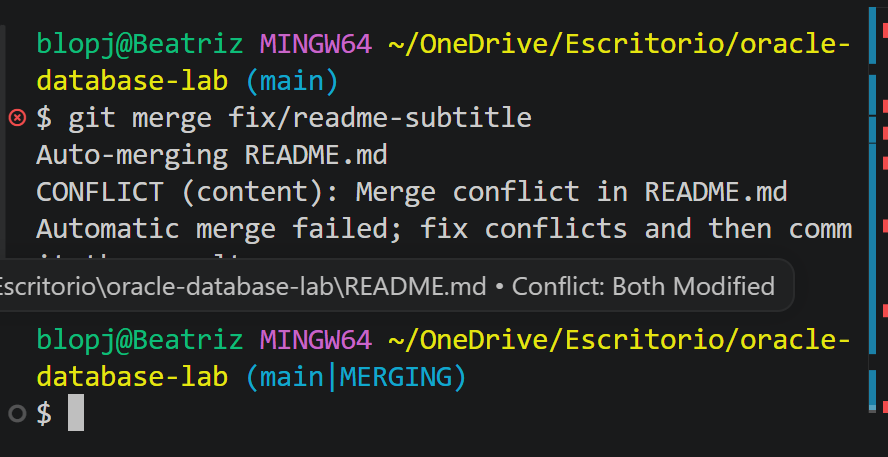 blopj@Beatriz MINGW64 ~/OneDrive/Escritorio/oracle-
database-lab (main)
$ git merge fix/readme-subtitle
Auto-merging README.md
CONFLICT (content): Merge conflict in README.md
Automatic merge failed; fix conflicts and then comm
Escritorio\oracle-database-lab\README.md • Conflict: Both Modified
blopj@Beatriz MINGW64 ~/OneDrive/Escritorio/oracle-
database-lab (main|MERGING)
$